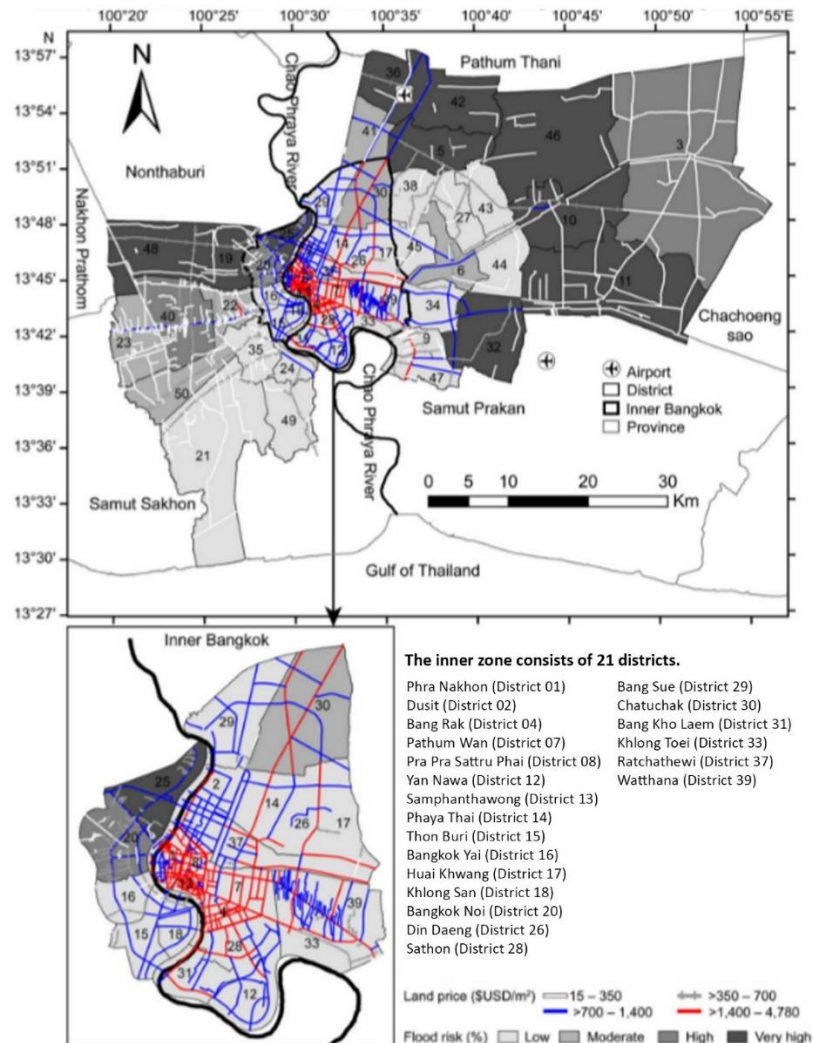 100°20' 100°25' 100°30' 100°35' 100°40' 100°45' 100°50' 100°55'E
N
13°57'
13°54'
13°51'
13°48'
13°45'
13°42'
13°39'
13°36'
13°33'
13°30'
13°27'
N
Chao Phraya River
Pathum Thani
Nonthaburi
Nakhon Prathom
36
42
41
5
46
3
30
38
29
27
43
10
25
48
19
14
45
17
6
44
11
26
16
22
40
34
39
33
23
28
9
32
12
35
24
50
47
49
21
Chachoeng
sao
Samut Prakan
Chao Phraya River
Samut Sakhon
Gulf of Thailand
Airport
District
Inner Bangkok
Province
0 10 20 30
Km
Inner Bangkok
30
29
25
2
14
26
17
20
37
8
13
7
16
39
4
15
18
28
33
31
12
The inner zone consists of 21 districts.
Phra Nakhon (District 01)
Dusit (District 02)
Bang Rak (District 04)
Pathum Wan (District 07)
Pra Pra Sattru Phai (District 08)
Yan Nawa (District 12)
Samphanthawong (District 13)
Phaya Thai (District 14)
Thon Buri (District 15)
Bangkok Yai (District 16)
Huai Khwang (District 17)
Khlong San (District 18)
Bangkok Noi (District 20)
Din Daeng (District 26)
Sathon (District 28)
Bang Sue (District 29)
Chatuchak (District 30)
Bang Kho Laem (District 31)
Khlong Toei (District 33)
Ratchathewi (District 37)
Watthana (District 39)
Land price ($USD/m²) 15 – 350 >350 – 700
>700 – 1,400 >1,400 – 4,780
Flood risk (%) Low Moderate High Very high